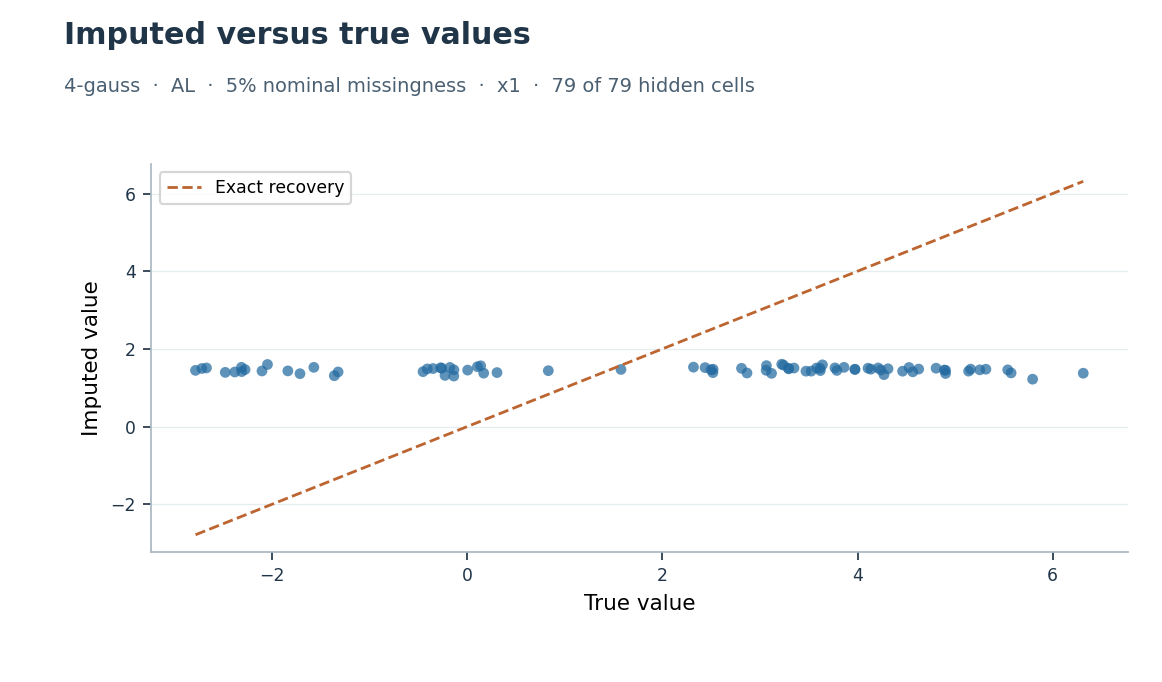 Imputed versus true values
4-gauss · AL · 5% nominal missingness · x1 · 79 of 79 hidden cells
Exact recovery
6
4
2
0
−2
Imputed value
−2 0 2 4 6
True value